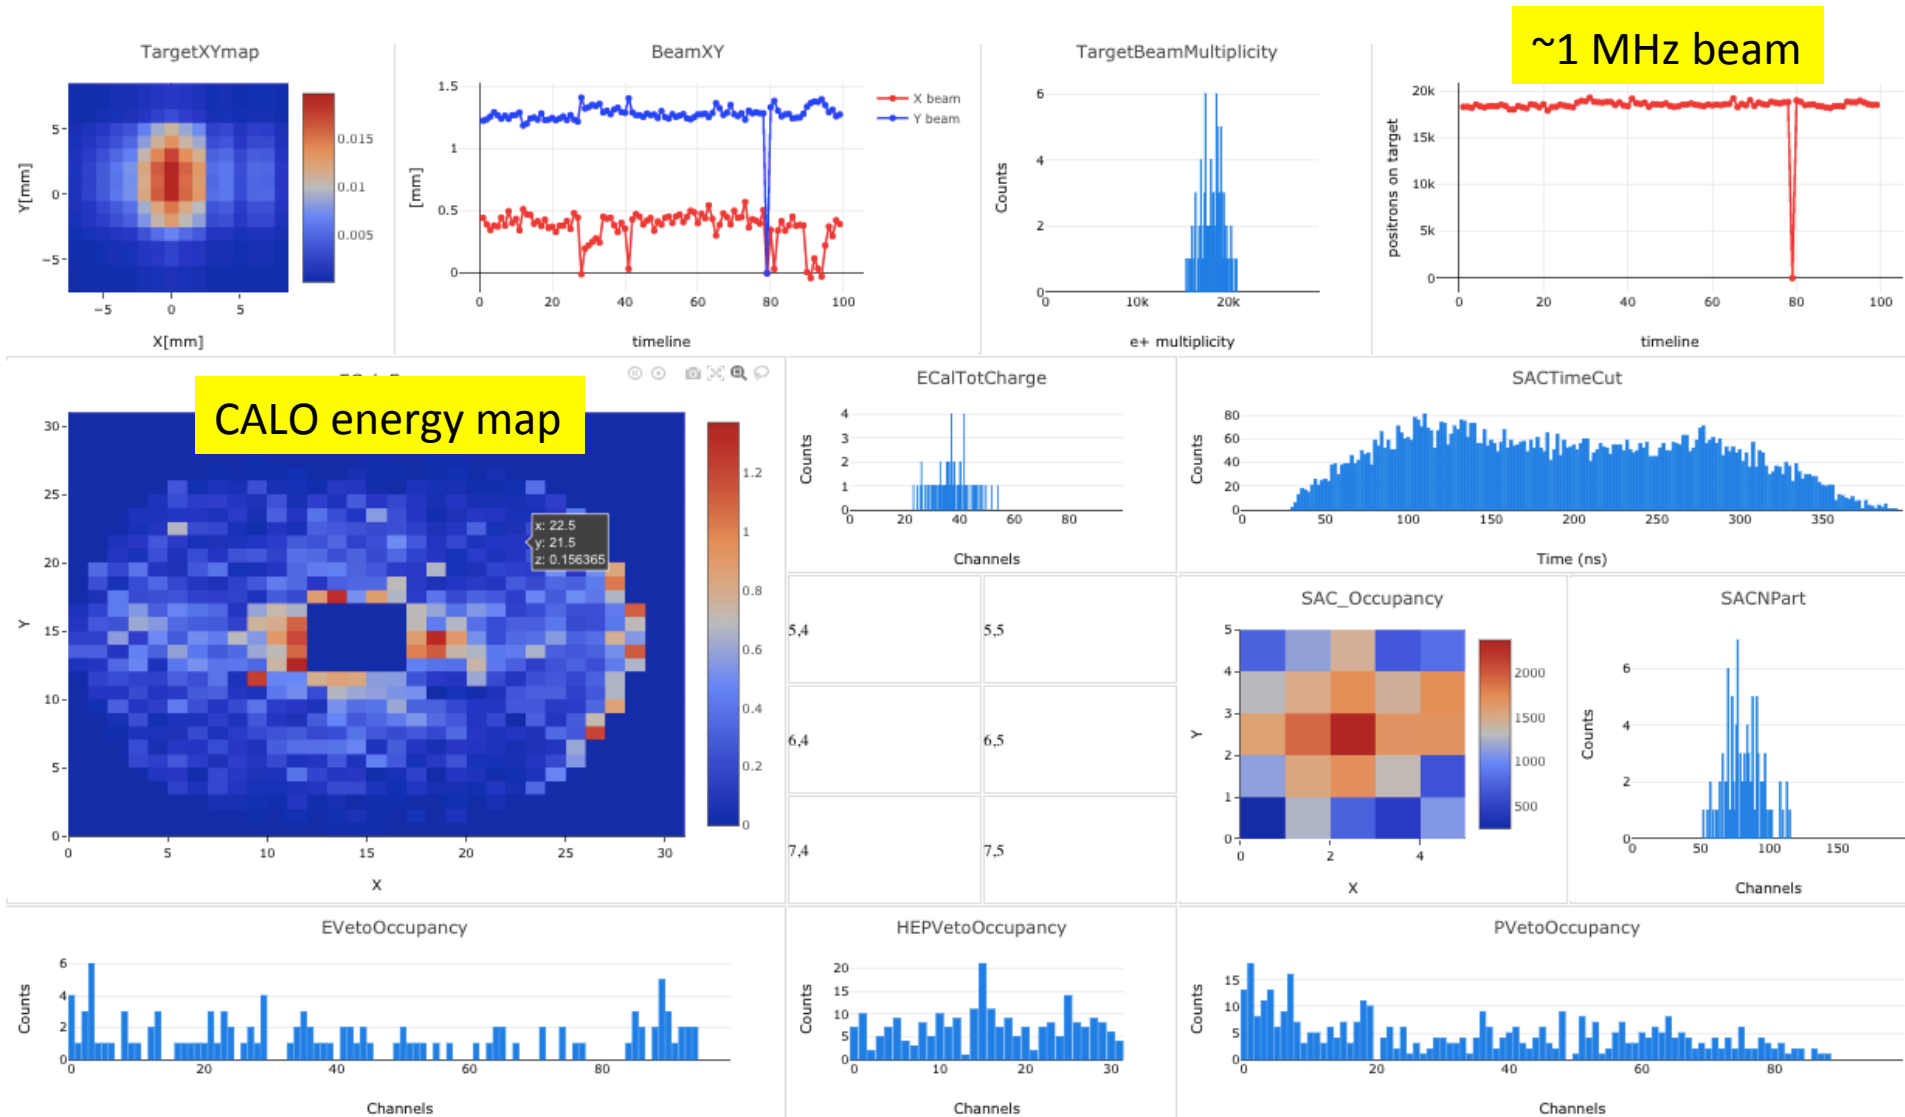 ~1 MHz beam
TargetXYmap
5
0
−5
Y[mm]
−5
0
5
X[mm]
0.015
0.01
0.005
BeamXY
1.5
1
0.5
0
[mm]
0
20
40
60
80
100
timeline
X beam
Y beam
TargetBeamMultiplicity
6
4
2
0
Counts
0
10k
20k
e+ multiplicity
20k
15k
10k
5k
0
positrons on target
0
20
40
60
80
100
timeline
CALO energy map
30
25
20
15
10
5
0
Y
0
5
10
15
20
25
30
X
1.2
1
0.8
0.6
0.4
0.2
0
x: 22.5
y: 21.5
z: 0.156365
ECalTotCharge
4
3
2
1
0
Counts
0
20
40
60
80
Channels
SACTimeCut
80
60
40
20
0
Counts
0
50
100
150
200
250
300
350
Time (ns)
5,4
5,5
6,4
6,5
7,4
7,5
SAC_Occupancy
5
4
3
2
1
0
Y
0
2
4
X
2000
1500
1000
500
SACNPart
6
4
2
0
Counts
0
50
100
150
Channels
EVetoOccupancy
6
4
2
0
Counts
0
20
40
60
80
Channels
HEPVetoOccupancy
20
15
10
5
0
Counts
0
10
20
30
Channels
PVetoOccupancy
15
10
5
0
Counts
0
20
40
60
80
Channels